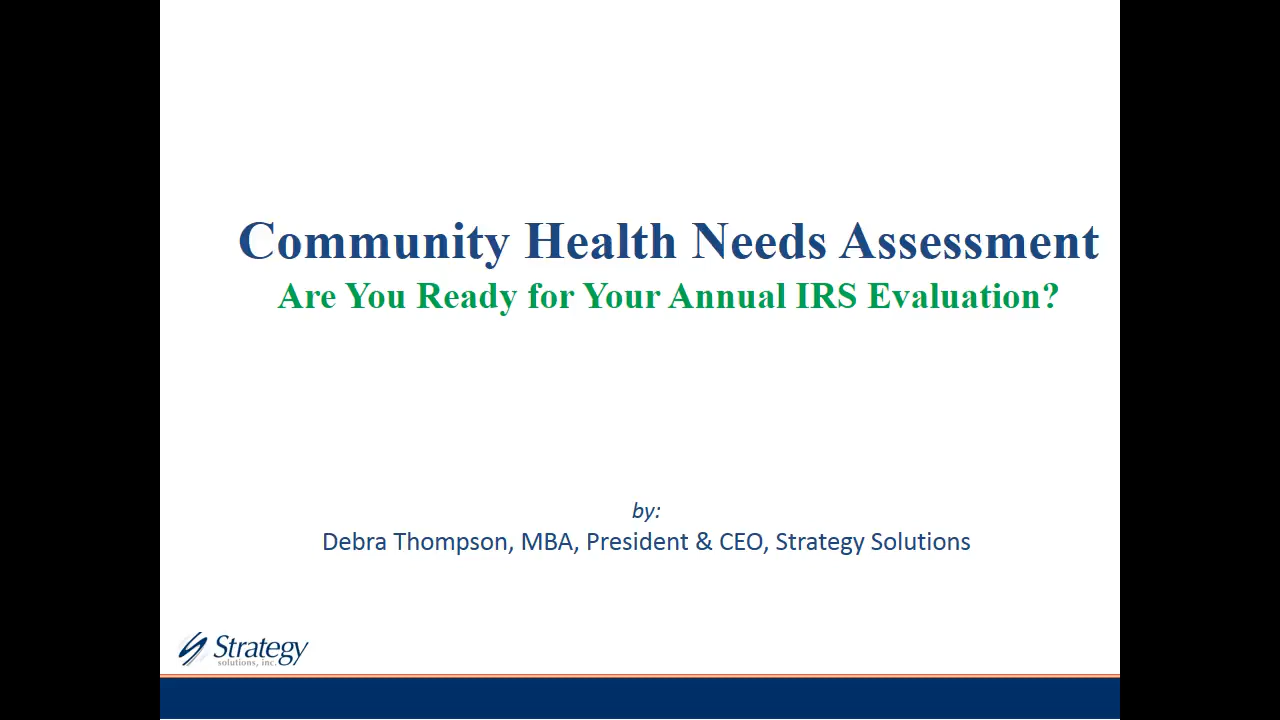 Community Health Needs Assessment
Are You Ready for Your Annual IRS Evaluation?
by:
Debra Thompson, MBA, President & CEO, Strategy Solutions
Strategy
solutions, inc.